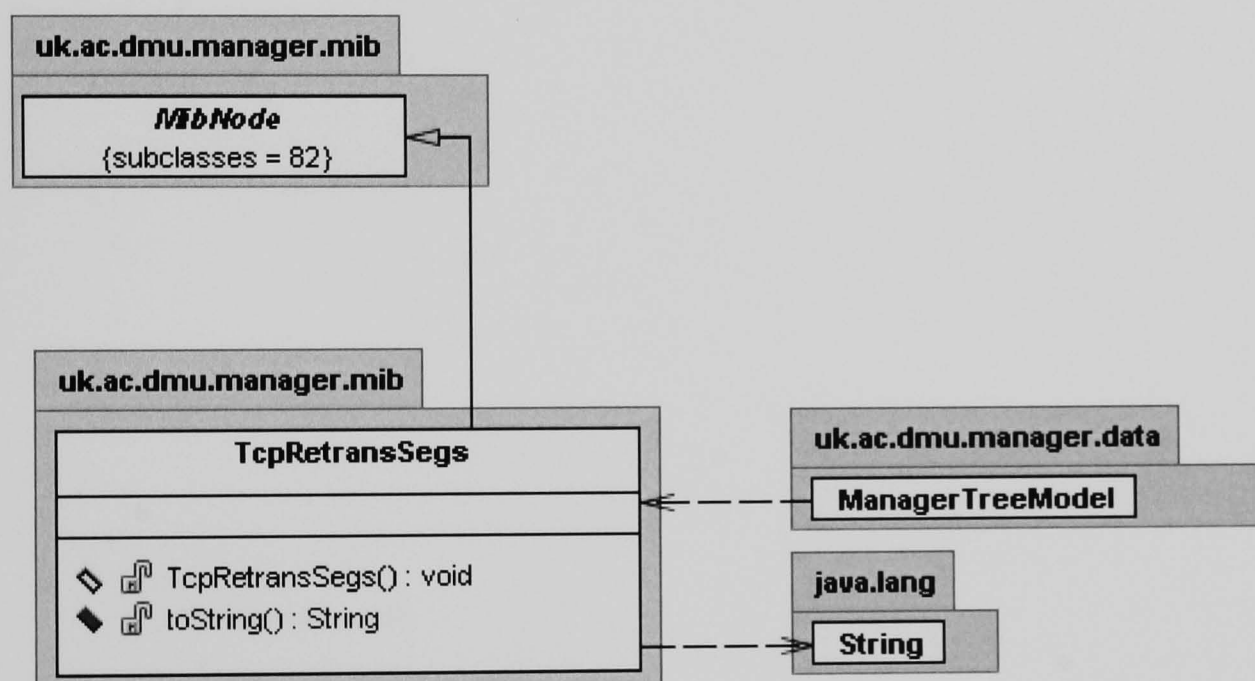 uk.ac.dmu.manager.mib
MibNode
{subclasses = 82}
uk.ac.dmu.manager.mib
TcpRetransSegs
TcpRetransSegs() : void
toString() : String
uk.ac.dmu.manager.data
ManagerTreeModel
java.lang
String